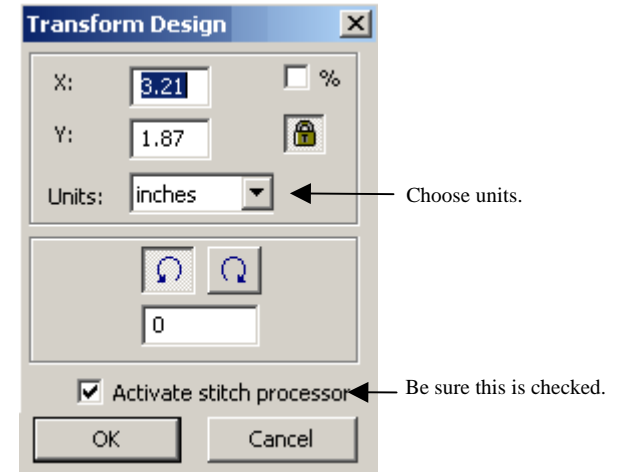 Transform Design
X: 3.21 %
Y: 1.87
Units: inches Choose units.
0
Activate stitch processor Be sure this is checked.
OK Cancel